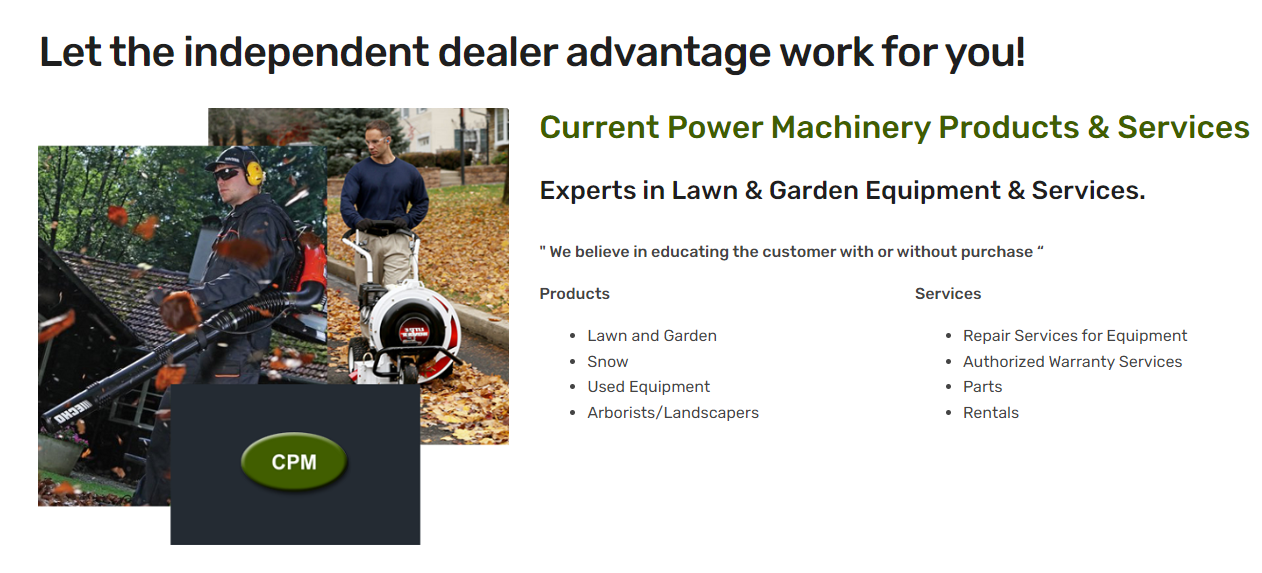 Let the independent dealer advantage work for you!
Current Power Machinery Products & Services
Experts in Lawn & Garden Equipment & Services.
" We believe in educating the customer with or without purchase “
Products
Lawn and Garden
Snow
Used Equipment
Arborists/Landscapers
Services
Repair Services for Equipment
Authorized Warranty Services
Parts
Rentals
ECHO
CPM